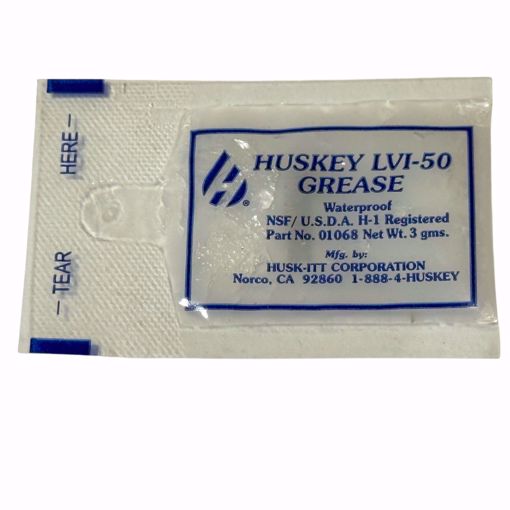 — TEAR HERE —
HUSKEY LVI-50
GREASE
Waterproof
NSF/ U.S.D.A. H-1 Registered
Part No. 01068 Net Wt. 3 gms.
Mfg. by:
HUSK-ITT CORPORATION
Norco, CA 92860 1-888-4-HUSKEY
®